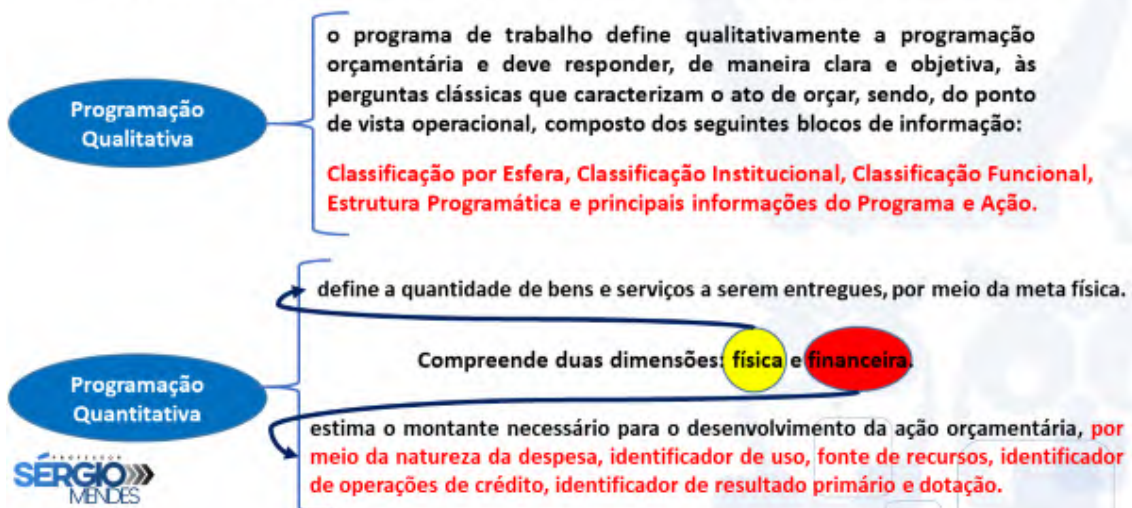 o programa de trabalho define qualitativamente a programação
orçamentária e deve responder, de maneira clara e objetiva, às
perguntas clássicas que caracterizam o ato de orçar, sendo, do ponto
de vista operacional, composto dos seguintes blocos de informação:
Programação
Qualitativa
Classificação por Esfera, Classificação Institucional, Classificação Funcional,
Estrutura Programática e principais informações do Programa e Ação.
define a quantidade de bens e serviços a serem entregues, por meio da meta física.
Compreende duas dimensões: física e financeira.
Programação
Quantitativa
estima o montante necessário para o desenvolvimento da ação orçamentária, por
meio da natureza da despesa, identificador de uso, fonte de recursos, identificador
de operações de crédito, identificador de resultado primário e dotação.
PROFESSOR
SÉRGIO
MENDES